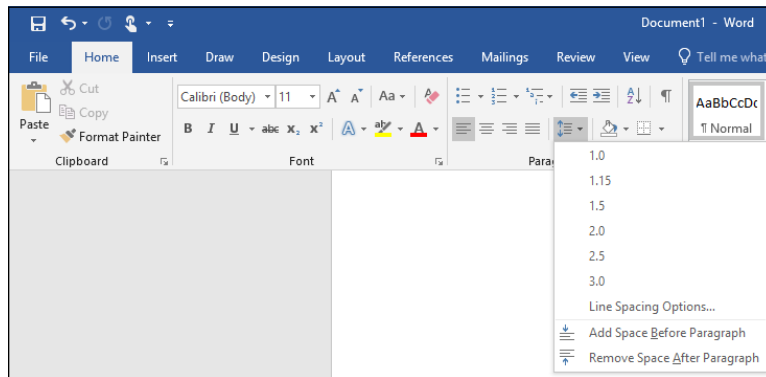 Document1 - Word
File Home Insert Draw Design Layout References Mailings Review View Tell me what
Cut
Copy
Paste
Format Painter
Clipboard
Calibri (Body) 11 A A Aa A
B I U abc X₂ X² A aby A
Font
A Z
Para
AaBbCcDc
¶ Normal
1.0
1.15
1.5
2.0
2.5
3.0
Line Spacing Options...
Add Space Before Paragraph
Remove Space After Paragraph